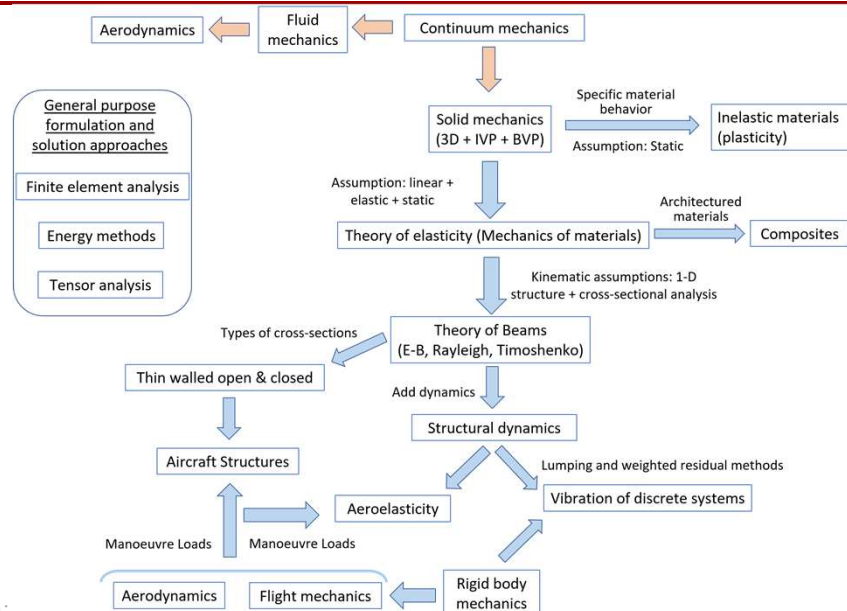 Aerodynamics
Fluid
mechanics
Continuum mechanics
General purpose
formulation and
solution approaches
Finite element analysis
Energy methods
Tensor analysis
Solid mechanics
(3D + IVP + BVP)
Specific material
behavior
Assumption: Static
Inelastic materials
(plasticity)
Assumption: linear +
elastic + static
Theory of elasticity (Mechanics of materials)
Architectured
materials
Composites
Kinematic assumptions: 1-D
structure + cross-sectional analysis
Theory of Beams
(E-B, Rayleigh, Timoshenko)
Types of cross-sections
Thin walled open & closed
Add dynamics
Structural dynamics
Aircraft Structures
Lumping and weighted residual methods
Aeroelasticity
Vibration of discrete systems
Manoeuvre Loads
Manoeuvre Loads
Aerodynamics
Flight mechanics
Rigid body
mechanics